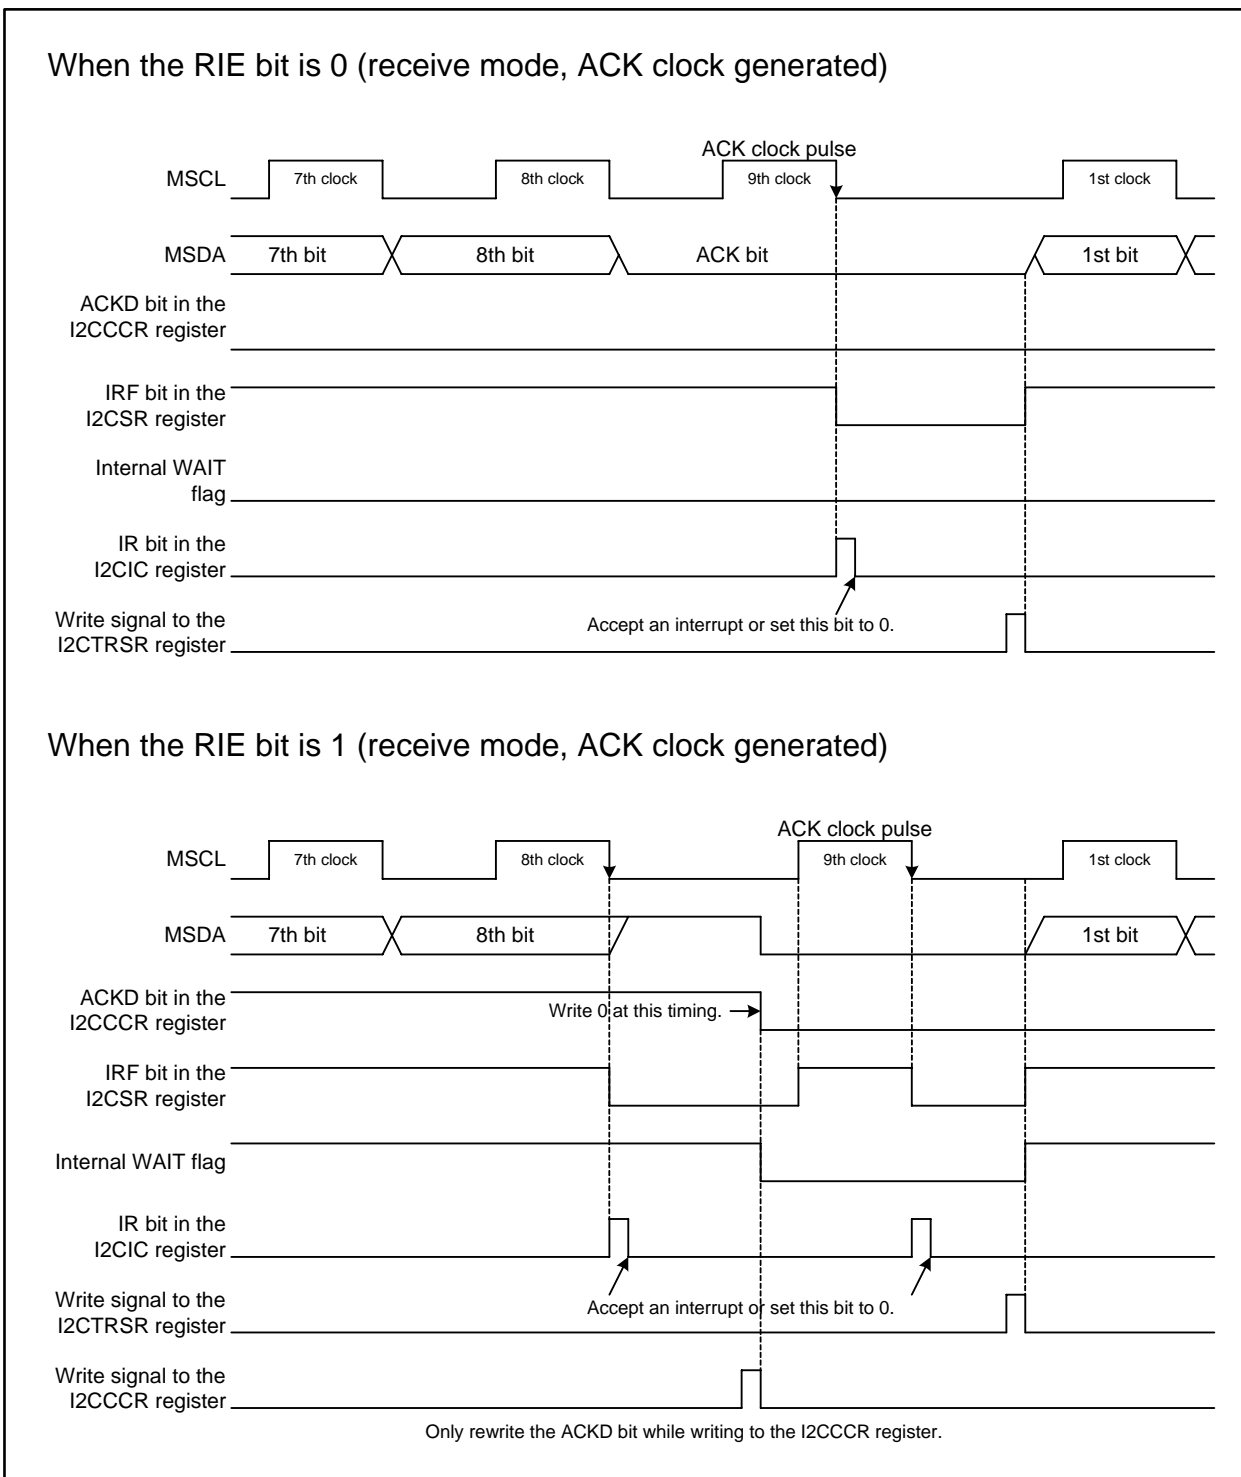 When the RIE bit is 0 (receive mode, ACK clock generated)
ACK clock pulse
MSCL
7th clock
8th clock
9th clock
1st clock
MSDA
7th bit
8th bit
ACK bit
1st bit
ACKD bit in the
I2CCCR register
IRF bit in the
I2CSR register
Internal WAIT
flag
IR bit in the
I2CIC register
Accept an interrupt or set this bit to 0.
Write signal to the
I2CTRSR register
When the RIE bit is 1 (receive mode, ACK clock generated)
ACK clock pulse
MSCL
7th clock
8th clock
9th clock
1st clock
MSDA
7th bit
8th bit
1st bit
ACKD bit in the
I2CCCR register
Write 0 at this timing.
IRF bit in the
I2CSR register
Internal WAIT flag
IR bit in the
I2CIC register
Accept an interrupt or set this bit to 0.
Write signal to the
I2CTRSR register
Write signal to the
I2CCCR register
Only rewrite the ACKD bit while writing to the I2CCCR register.